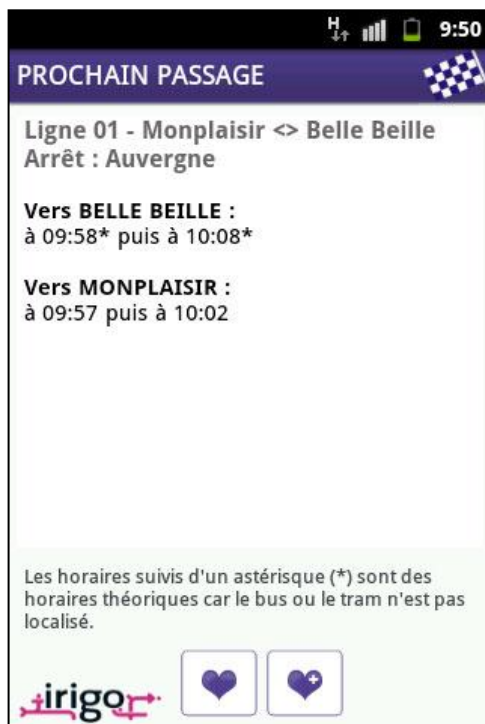 H 9:50
PROCHAIN PASSAGE
Ligne 01 - Monplaisir <> Belle Beille
Arrêt : Auvergne
Vers BELLE BEILLE :
à 09:58* puis à 10:08*
Vers MONPLAISIR :
à 09:57 puis à 10:02
Les horaires suivis d'un astérisque (*) sont des
horaires théoriques car le bus ou le tram n'est pas
localisé.
irigo